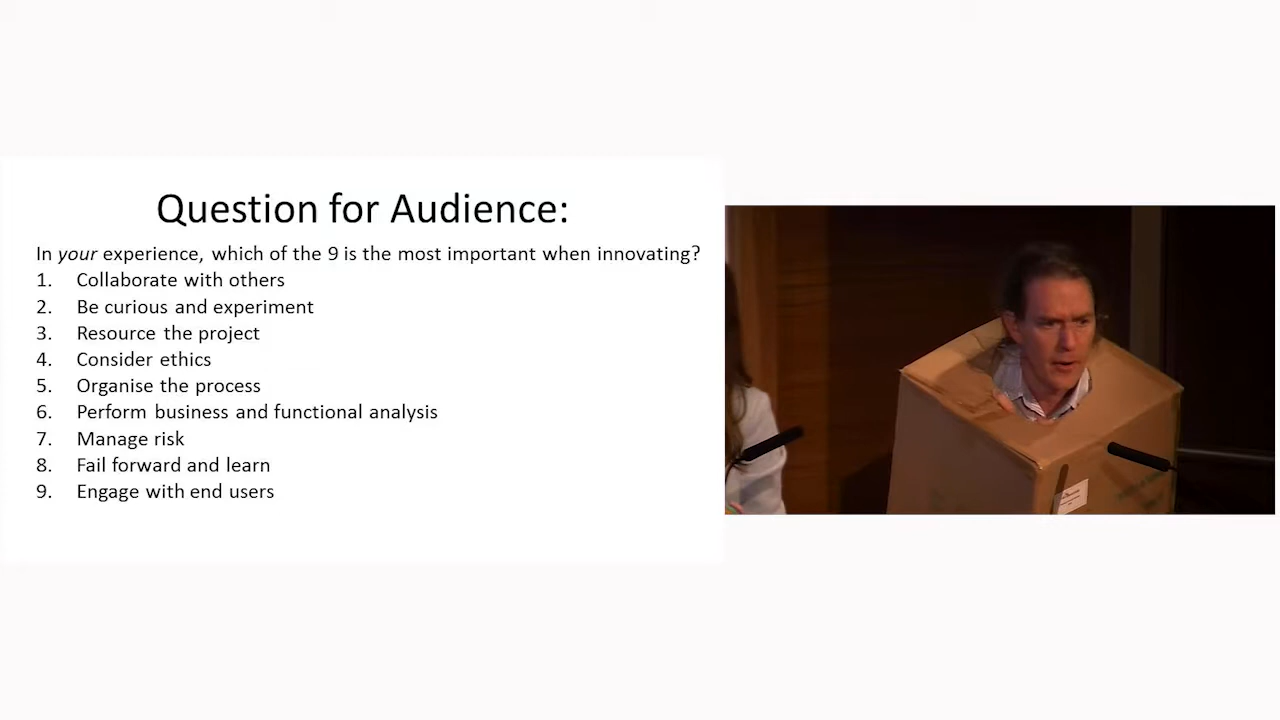 Question for Audience:
In your experience, which of the 9 is the most important when innovating?
1. Collaborate with others
2. Be curious and experiment
3. Resource the project
4. Consider ethics
5. Organise the process
6. Perform business and functional analysis
7. Manage risk
8. Fail forward and learn
9. Engage with end users